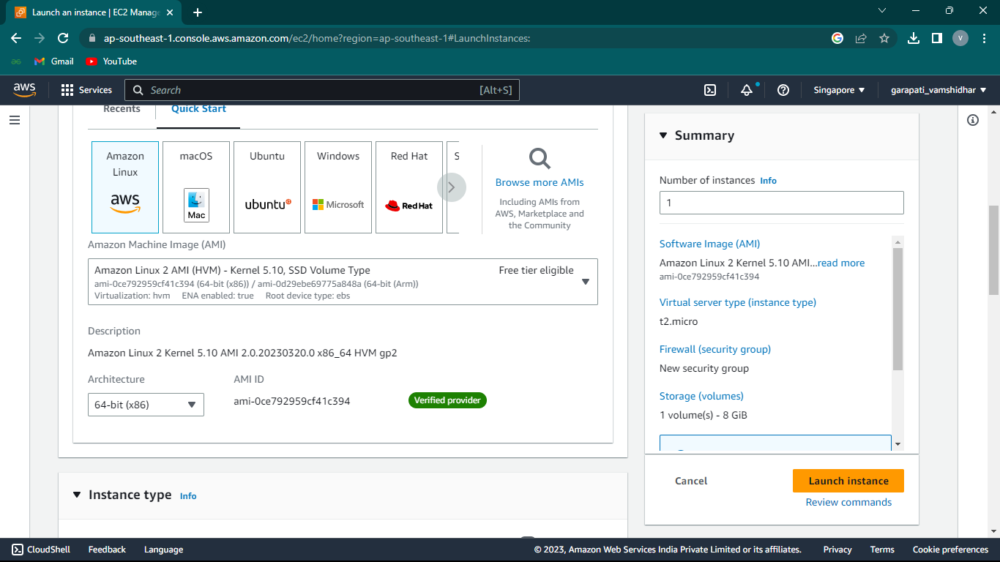 Launch an instance | EC2 Manage
ap-southeast-1.console.aws.amazon.com/ec2/home?region=ap-southeast-1#LaunchInstances:
V
Gmail
YouTube
aws
Services
Search
[Alt+S]
Singapore
garapati_vamshidhar
Recents
Quick Start
Amazon
Linux
aws
macOS
Mac
Ubuntu
ubuntu
Windows
Microsoft
Red Hat
Red Hat
S
Browse more AMIs
Including AMIs from
AWS, Marketplace and
the Community
Amazon Machine Image (AMI)
Amazon Linux 2 AMI (HVM) - Kernel 5.10, SSD Volume Type
Free tier eligible
ami-0ce792959cf41c394 (64-bit (x86)) / ami-0d29ebe69775a848a (64-bit (Arm))
Virtualization: hvm ENA enabled: true Root device type: ebs
Description
Amazon Linux 2 Kernel 5.10 AMI 2.0.20230320.0 x86_64 HVM gp2
Architecture
AMI ID
64-bit (x86)
ami-0ce792959cf41c394
Verified provider
Instance type Info
Summary
Number of instances Info
1
Software Image (AMI)
Amazon Linux 2 Kernel 5.10 AMI...read more
ami-0ce792959cf41c394
Virtual server type (instance type)
t2.micro
Firewall (security group)
New security group
Storage (volumes)
1 volume(s) - 8 GiB
Cancel
Launch instance
Review commands
CloudShell
Feedback
Language
© 2023, Amazon Web Services India Private Limited or its affiliates.
Privacy
Terms
Cookie preferences